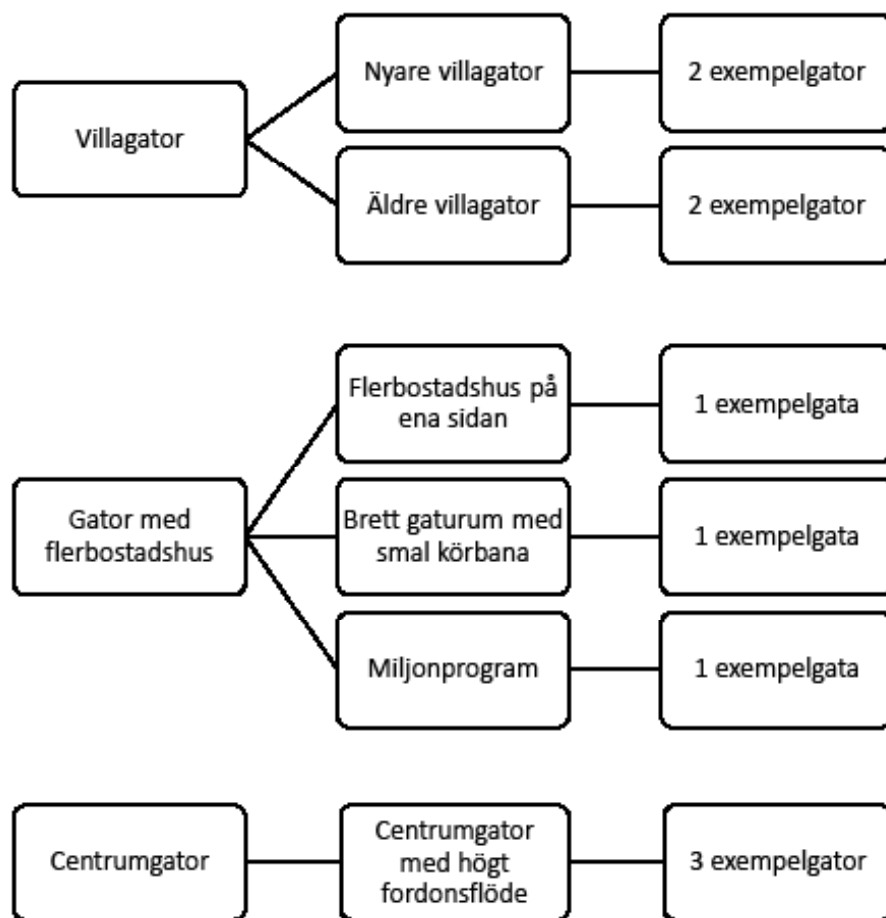 Villagator
Nyare villagator
2 exempelgator
Äldre villagator
2 exempelgator
Gator med
flerbostadshus
Flerbostadshus på
ena sidan
1 exempelgata
Brett gaturum med
smal körbana
1 exempelgata
Miljonprogram
1 exempelgata
Centrumgator
Centrumgator
med högt
fordonsflöde
3 exempelgator